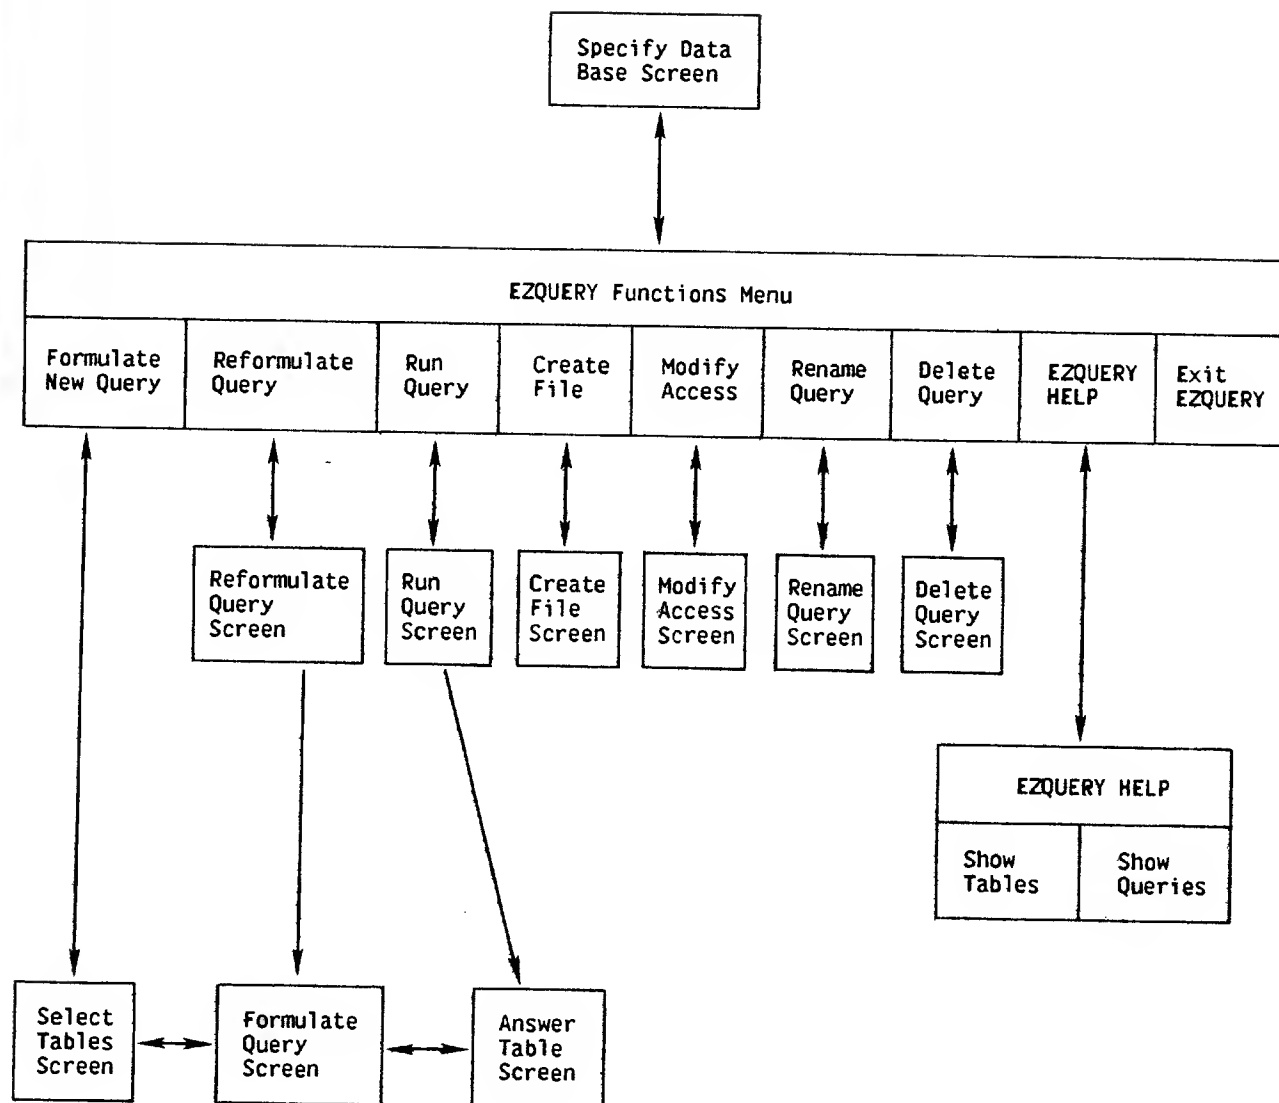 Specify Data
Base Screen
EZQUERY Functions Menu
Formulate
New Query
Reformulate
Query
Run
Query
Create
File
Modify
Access
Rename
Query
Delete
Query
EZQUERY
HELP
Exit
EZQUERY
Reformulate
Query
Screen
Run
Query
Screen
Create
File
Screen
Modify
Access
Screen
Rename
Query
Screen
Delete
Query
Screen
EZQUERY HELP
Show
Tables
Show
Queries
Select
Tables
Screen
Formulate
Query
Screen
Answer
Table
Screen